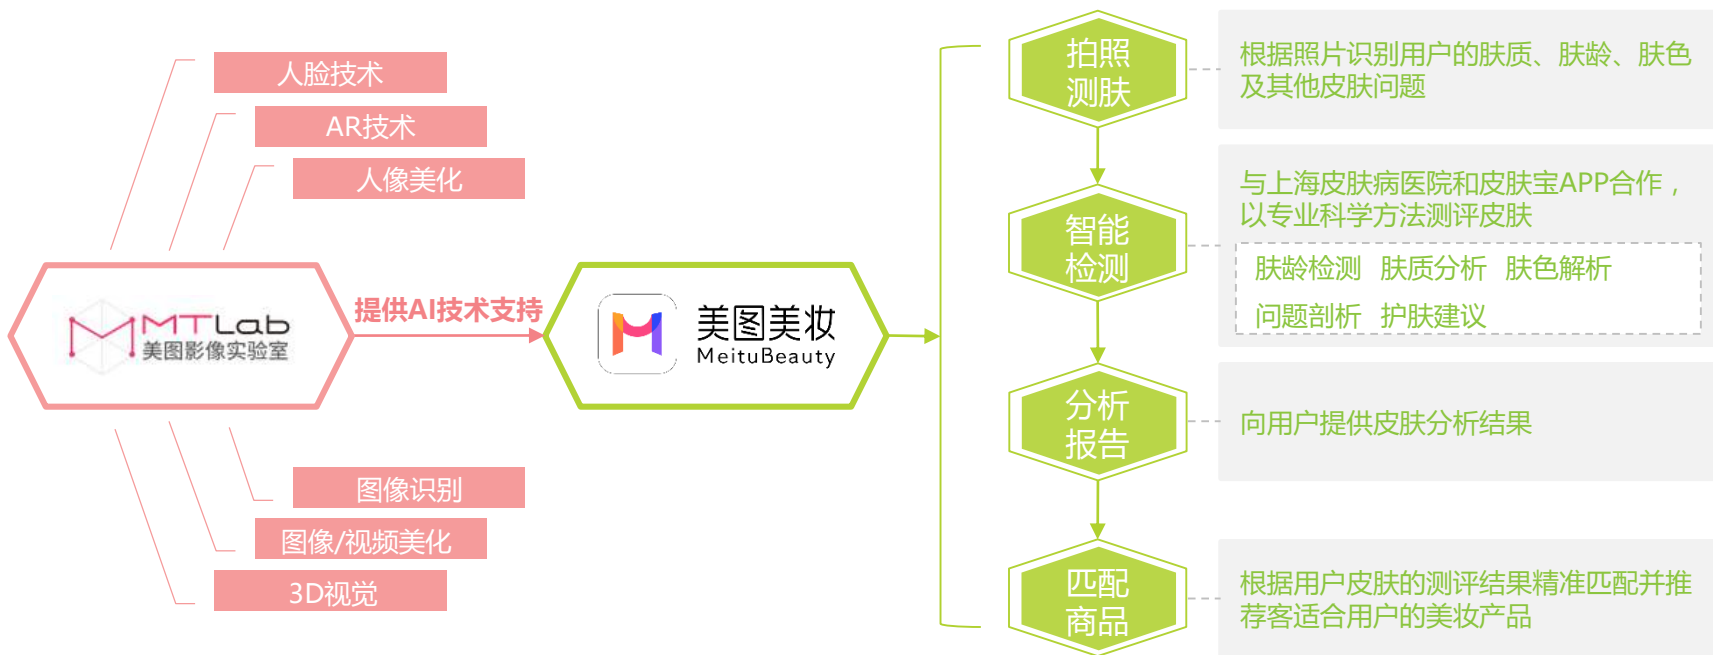 人脸技术
AR技术
人像美化
MTLab
美图影像实验室
提供AI技术支持
美图美妆
MeituBeauty
图像识别
图像/视频美化
3D视觉
拍照
测肤
根据照片识别用户的肤质、肤龄、肤色
及其他皮肤问题
智能
检测
与上海皮肤病医院和皮肤宝APP合作，
以专业科学方法测评皮肤
肤龄检测 肤质分析 肤色解析
问题剖析 护肤建议
分析
报告
向用户提供皮肤分析结果
匹配
商品
根据用户皮肤的测评结果精准匹配并推
荐客适合用户的美妆产品